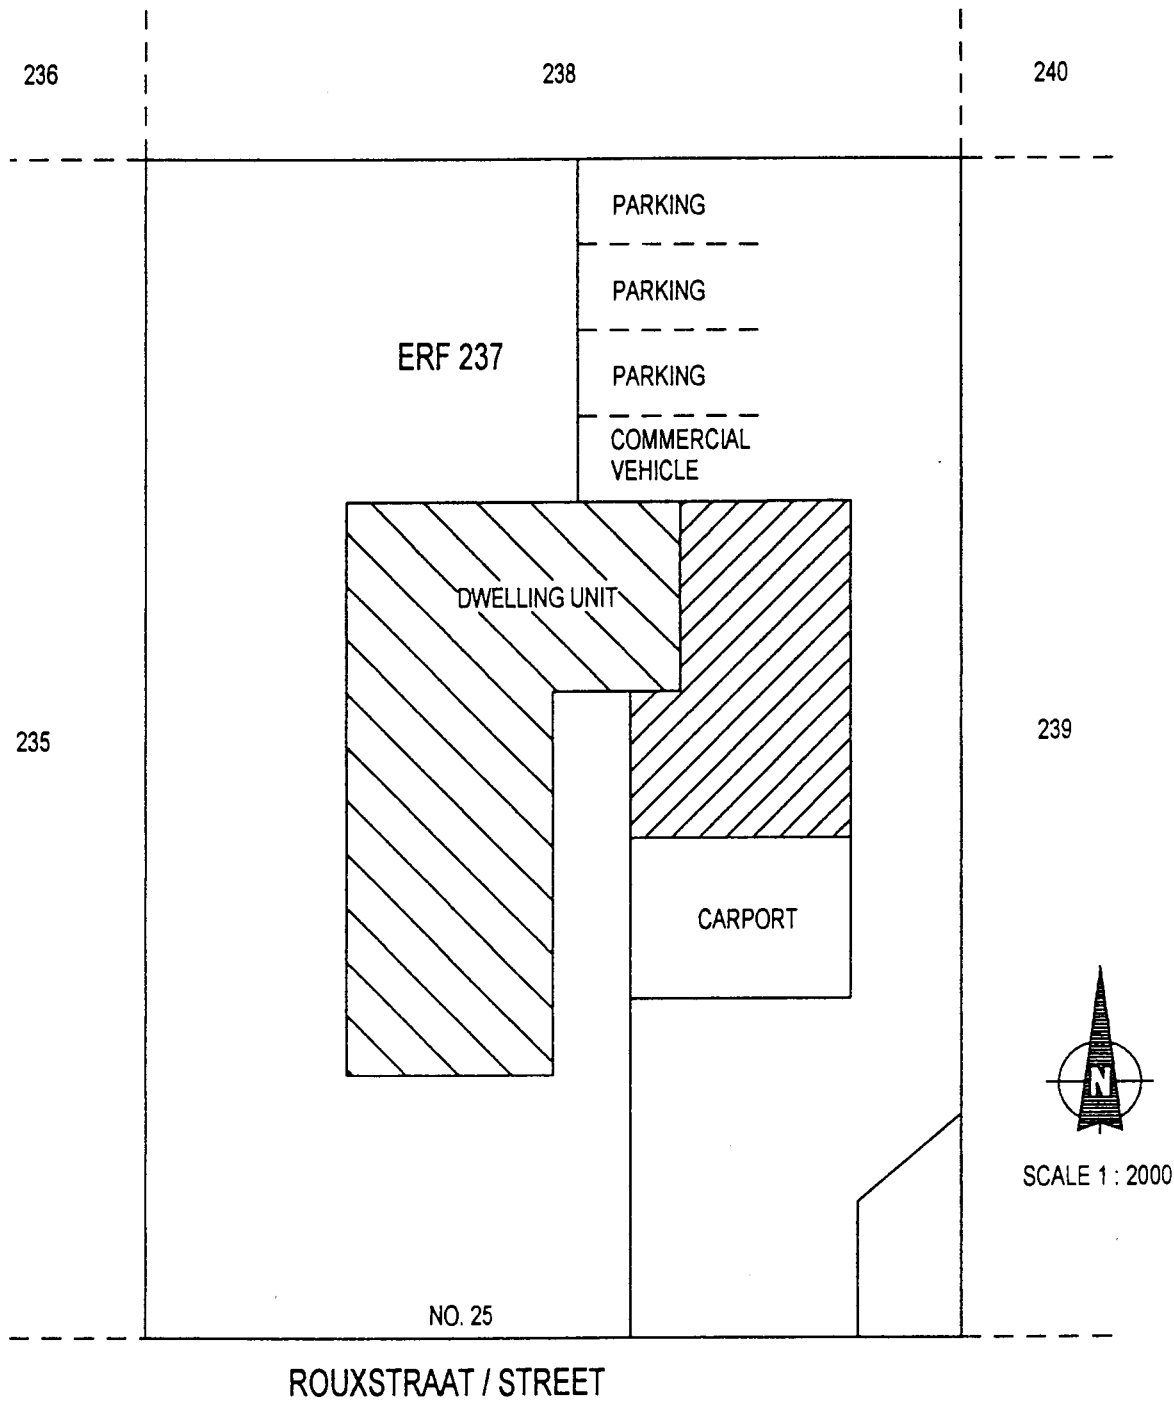 236
238
240
PARKING
PARKING
ERF 237
PARKING
COMMERCIAL
VEHICLE
DWELLING UNIT
235
239
CARPORT
N
SCALE 1 : 2000
NO. 25
ROUXSTRAAT / STREET